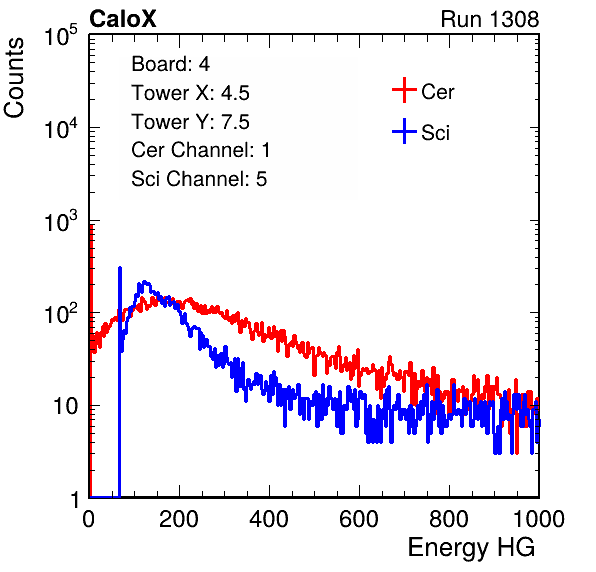 CaloX Run 1308
Counts
10^5
10^4
10^3
10^2
10
1
Board: 4
Tower X: 4.5
Tower Y: 7.5
Cer Channel: 1
Sci Channel: 5
Cer
Sci
0 200 400 600 800 1000
Energy HG